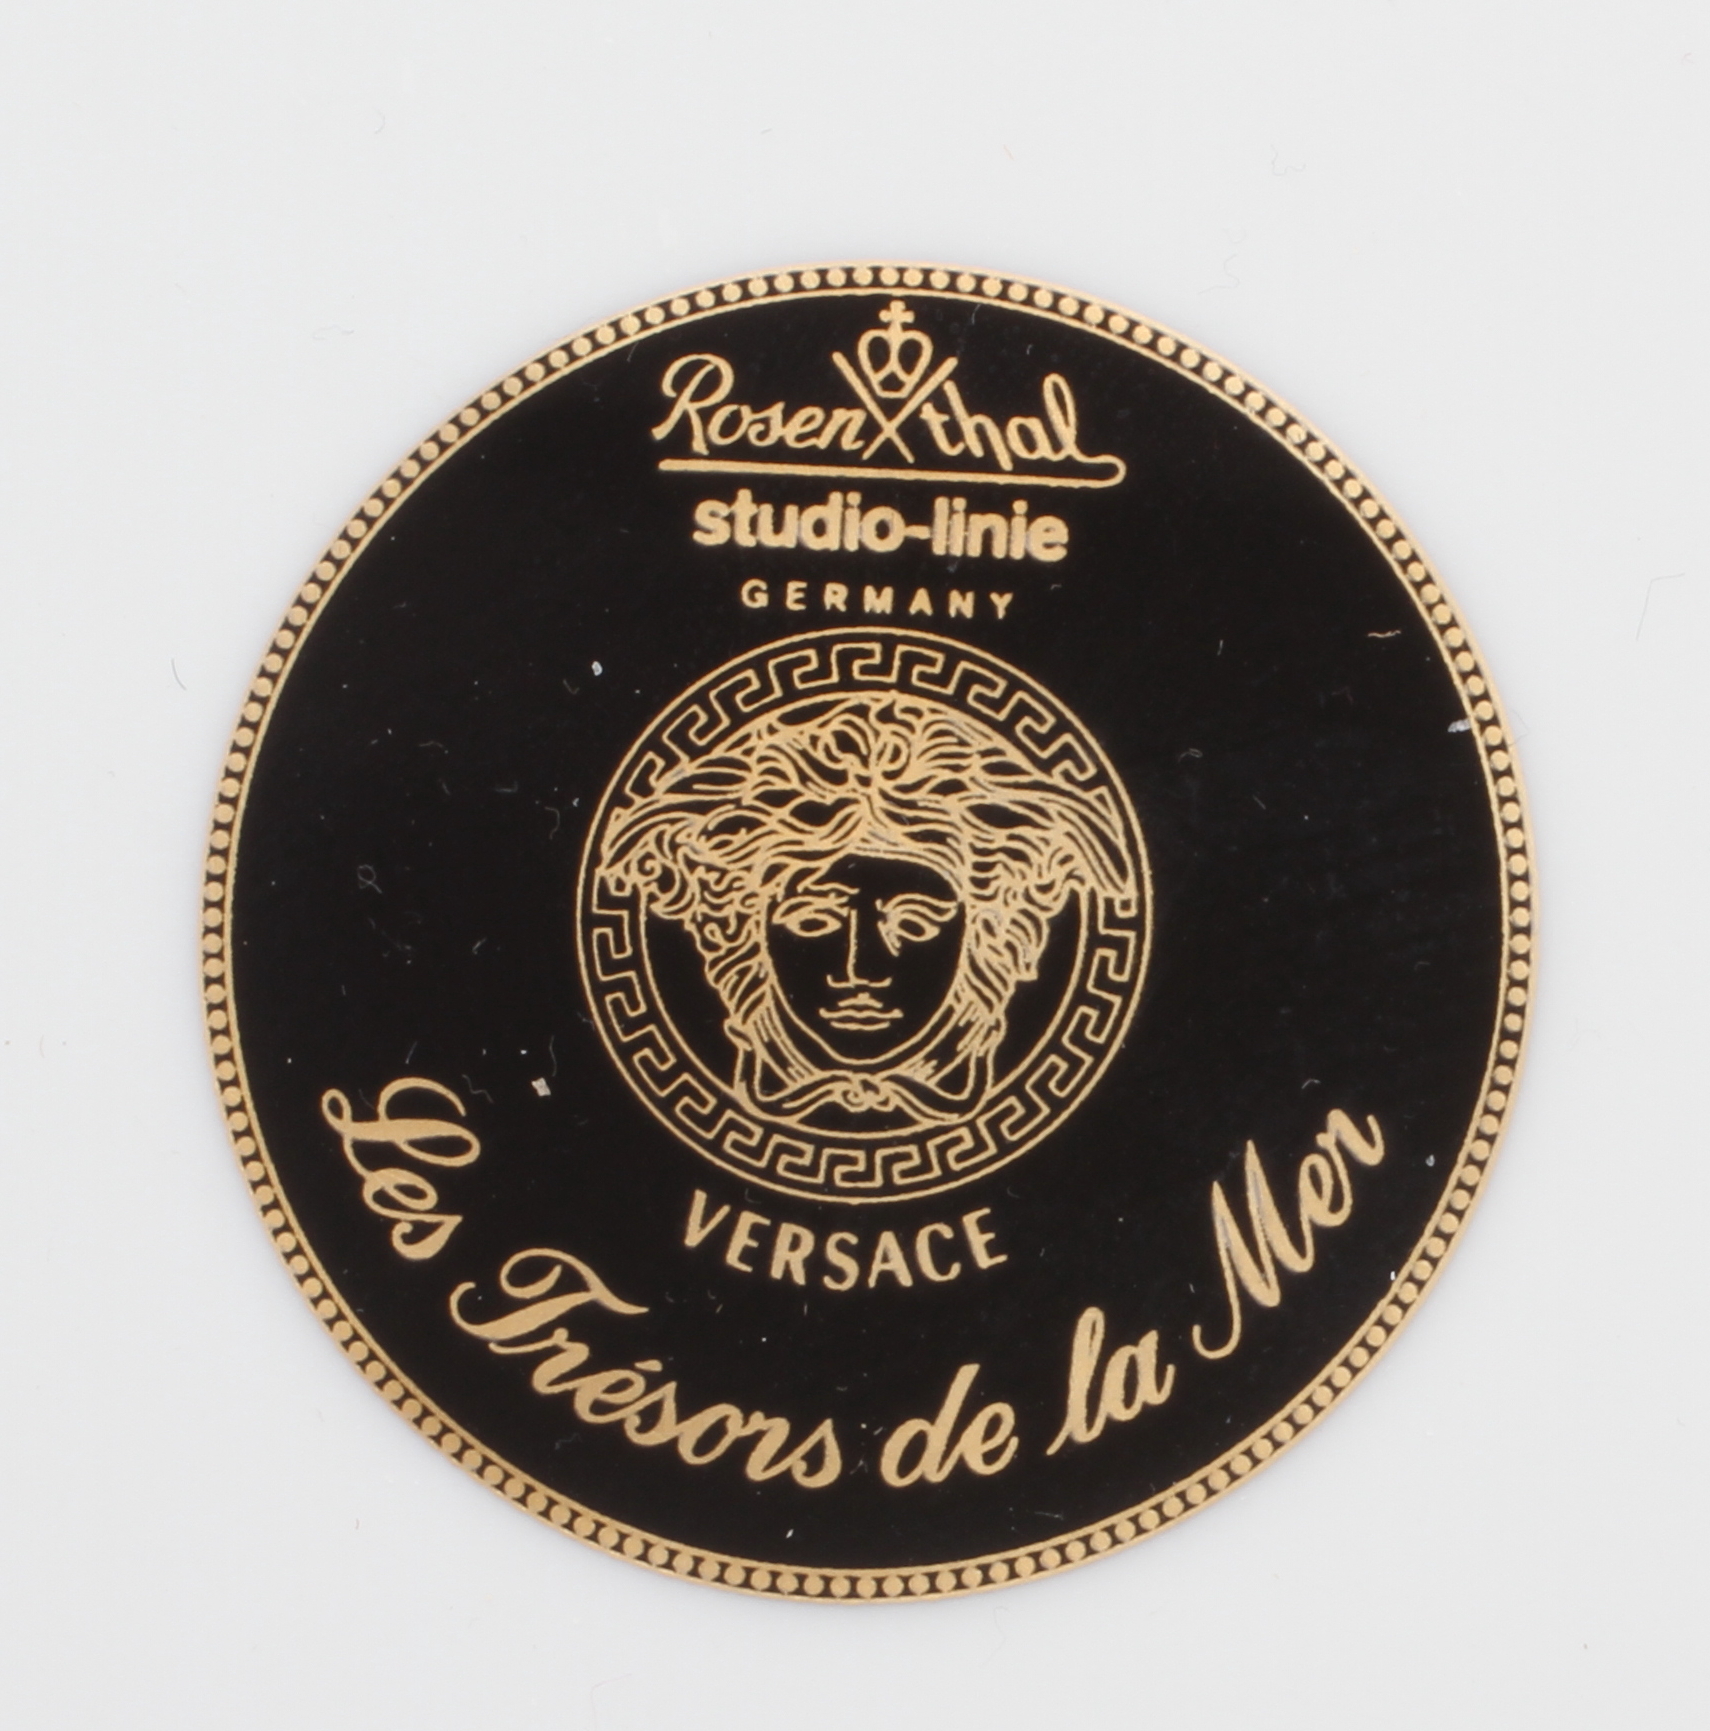 Rosenthal
studio-linie
GERMANY
VERSACE
Les Trésors de la Mer